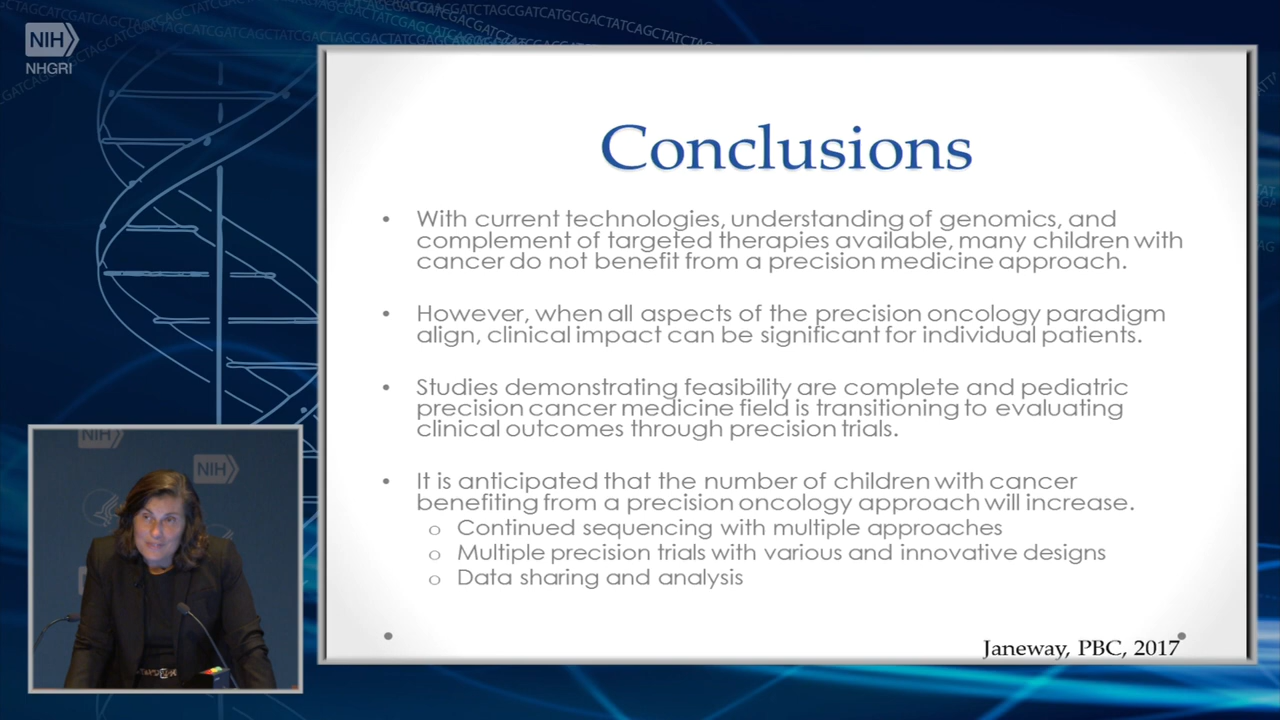 NIH
NHGRI
Conclusions
• With current technologies, understanding of genomics, and
complement of targeted therapies available, many children with
cancer do not benefit from a precision medicine approach.
• However, when all aspects of the precision oncology paradigm
align, clinical impact can be significant for individual patients.
• Studies demonstrating feasibility are complete and pediatric
precision cancer medicine field is transitioning to evaluating
clinical outcomes through precision trials.
• It is anticipated that the number of children with cancer
benefiting from a precision oncology approach will increase.
o Continued sequencing with multiple approaches
o Multiple precision trials with various and innovative designs
o Data sharing and analysis
Janeway, PBC, 2017
NIH
NIH